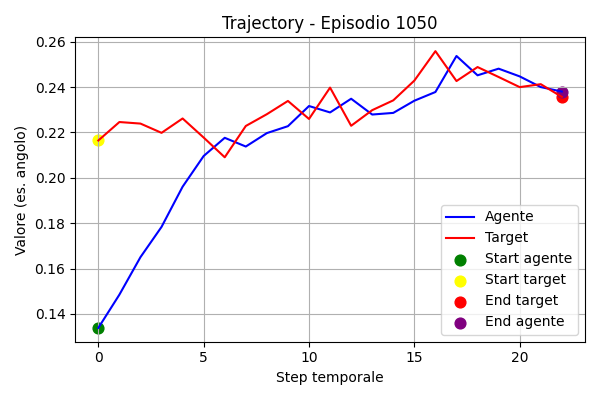 Trajectory - Episodio 1050
Valore (es. angolo)
0.26
0.24
0.22
0.20
0.18
0.16
0.14
0
5
10
15
20
Step temporale
Agente
Target
Start agente
Start target
End target
End agente